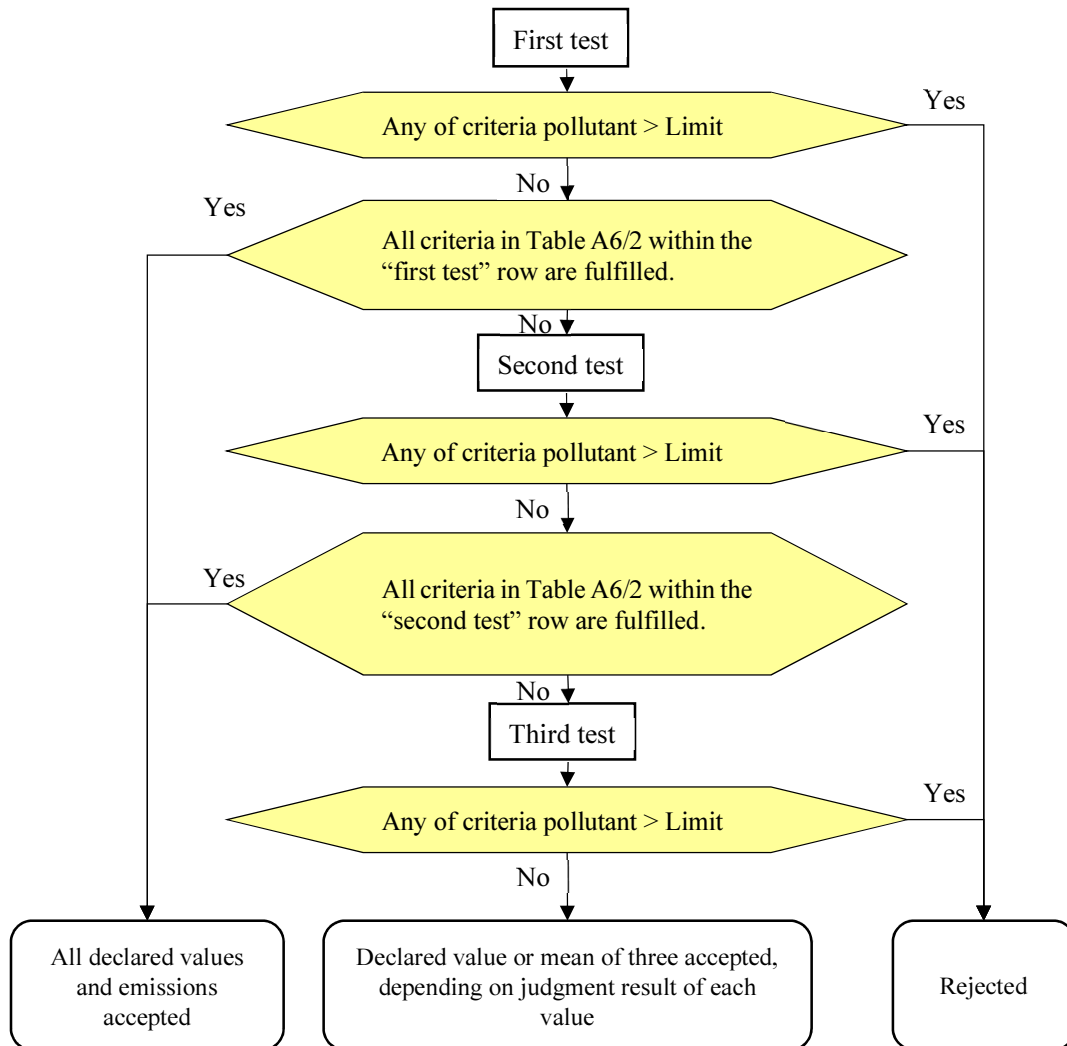 First test
Any of criteria pollutant > Limit
Yes
No
Yes
All criteria in Table A6/2 within the
“first test” row are fulfilled.
No
Second test
Any of criteria pollutant > Limit
Yes
No
Yes
All criteria in Table A6/2 within the
“second test” row are fulfilled.
No
Third test
Any of criteria pollutant > Limit
Yes
No
All declared values
and emissions
accepted
Declared value or mean of three accepted,
depending on judgment result of each
value
Rejected